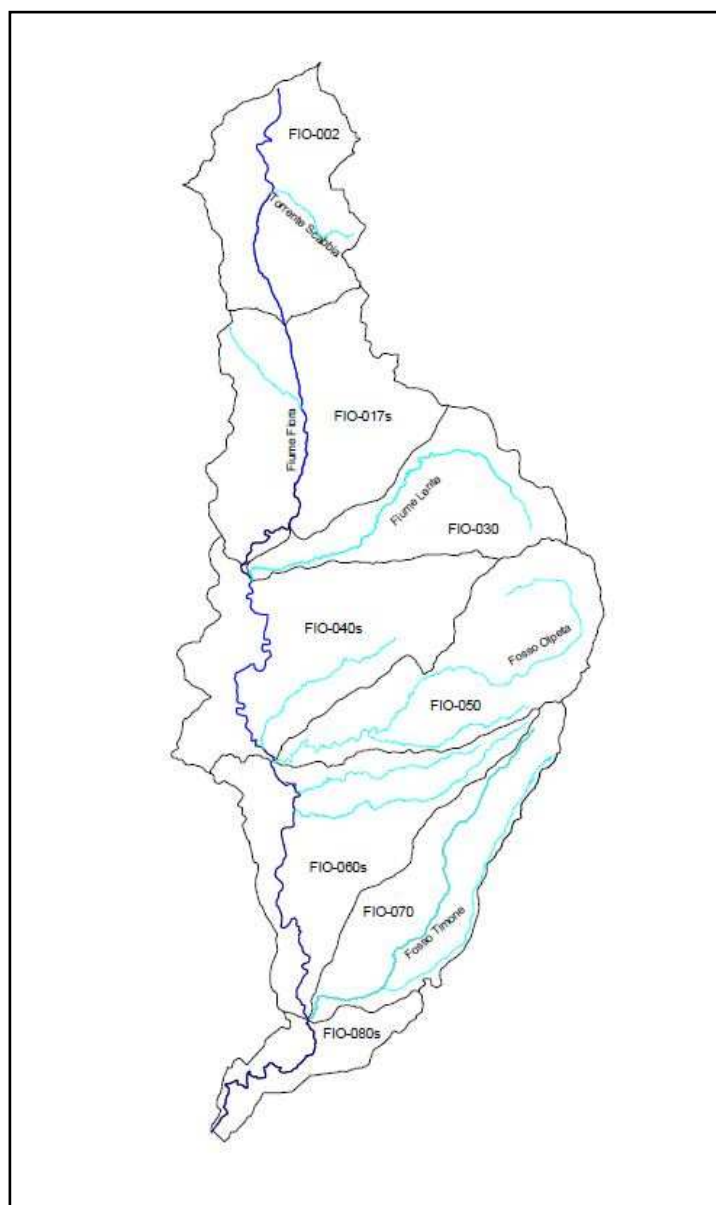 FIO-002
Torrente Scabbia
FIO-017s
Fiume Fiora
Fiume Lente
FIO-030
FIO-040s
Fosso Olpeta
FIO-050
FIO-060s
FIO-070
Fosso Timone
FIO-080s